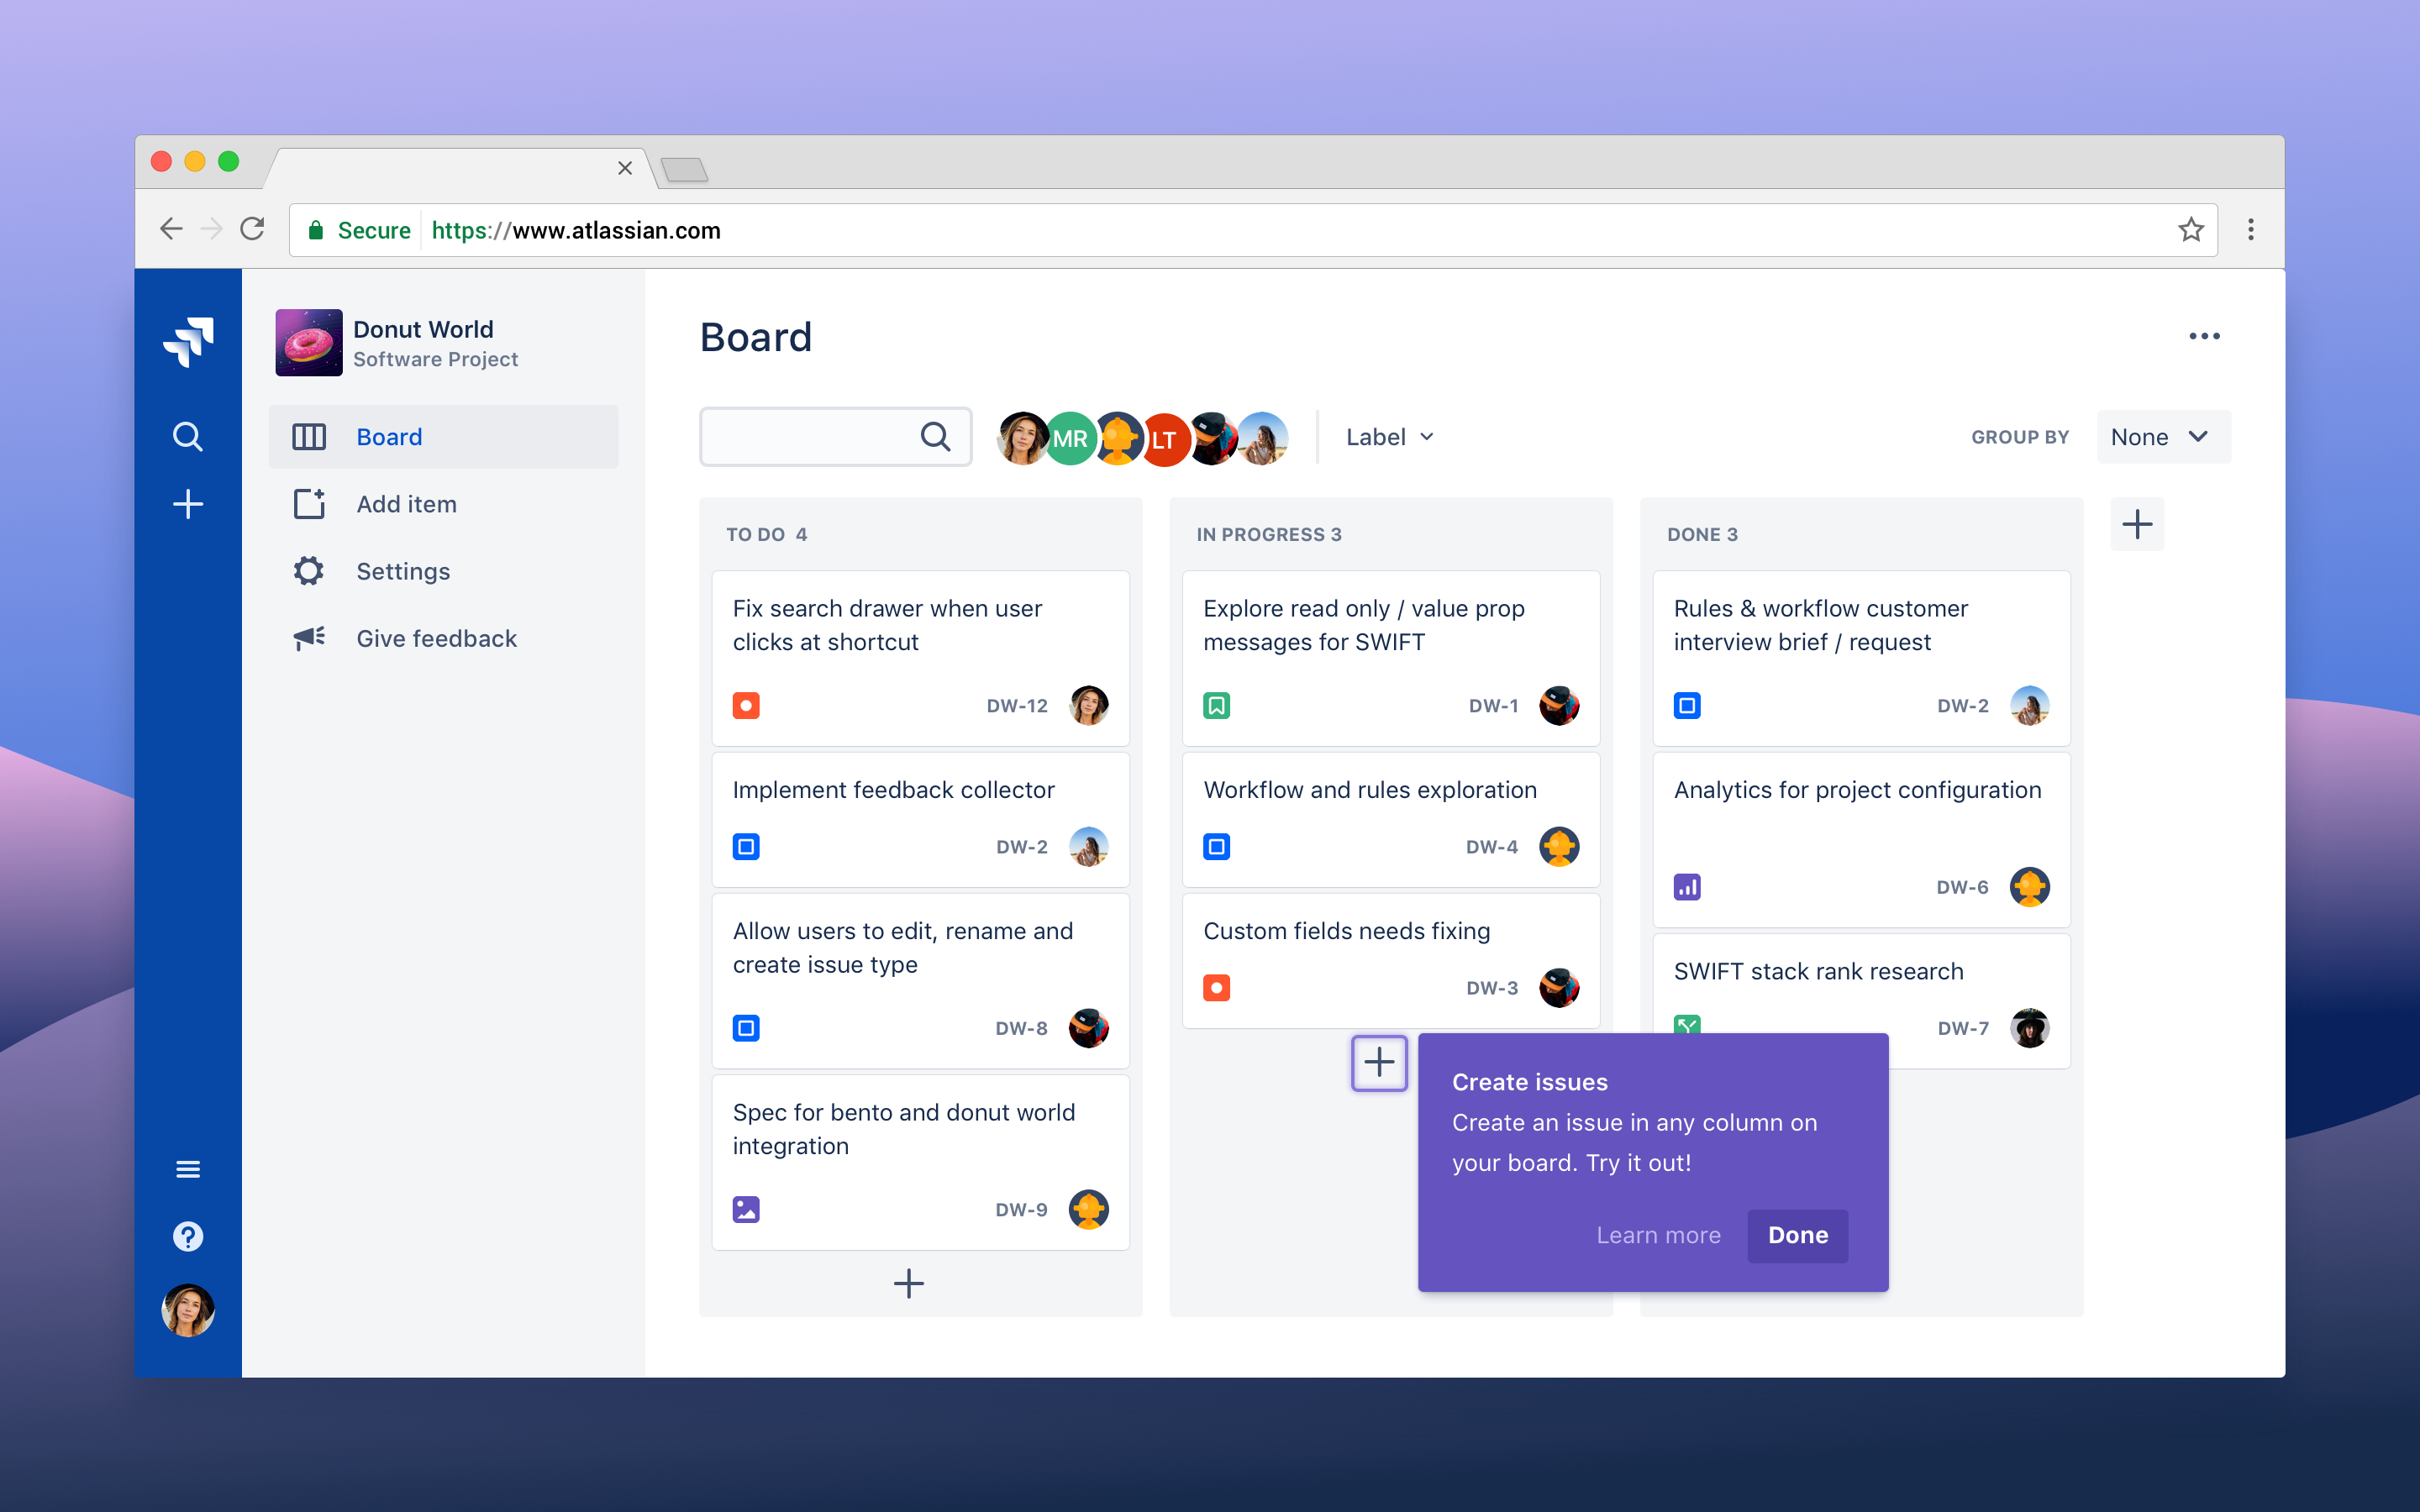 Secure
https://www.atlassian.com
Donut World
Software Project
Board
Add item
Settings
Give feedback
Board
MR
LT
Label
GROUP BY
None
TO DO 4
Fix search drawer when user
clicks at shortcut
DW-12
Implement feedback collector
DW-2
Allow users to edit, rename and
create issue type
DW-8
Spec for bento and donut world
integration
DW-9
IN PROGRESS 3
Explore read only / value prop
messages for SWIFT
DW-1
Workflow and rules exploration
DW-4
Custom fields needs fixing
DW-3
DONE 3
Rules & workflow customer
interview brief / request
DW-2
Analytics for project configuration
DW-6
SWIFT stack rank research
DW-7
Create issues
Create an issue in any column on
your board. Try it out!
Learn more
Done